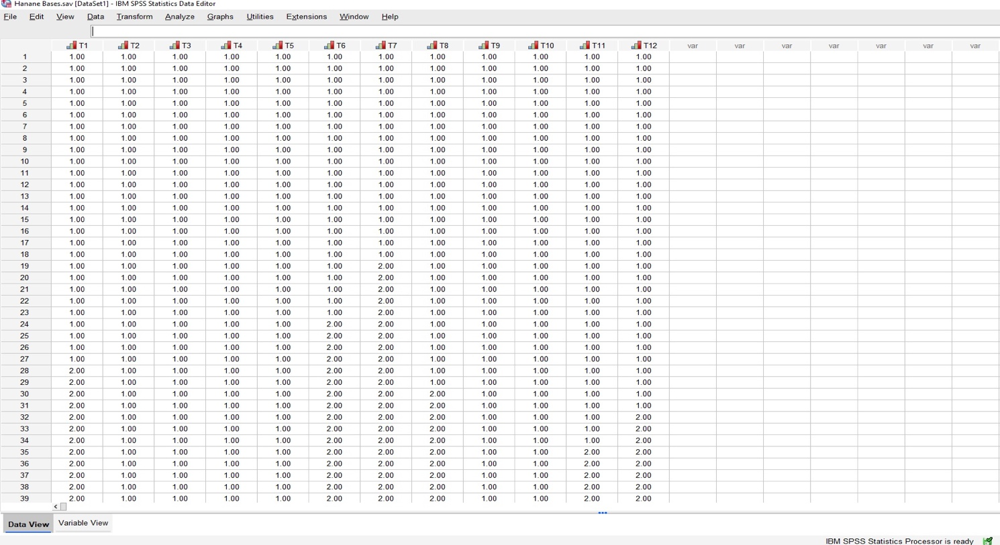 Hanane Bases.sav [DataSet1] - IBM SPSS Statistics Data Editor
File Edit View Data Transform Analyze Graphs Utilities Extensions Window Help
T1 T2 T3 T4 T5 T6 T7 T8 T9 T10 T11 T12 var var var var var var var
1 1.00 1.00 1.00 1.00 1.00 1.00 1.00 1.00 1.00 1.00 1.00 1.00
2 1.00 1.00 1.00 1.00 1.00 1.00 1.00 1.00 1.00 1.00 1.00 1.00
3 1.00 1.00 1.00 1.00 1.00 1.00 1.00 1.00 1.00 1.00 1.00 1.00
4 1.00 1.00 1.00 1.00 1.00 1.00 1.00 1.00 1.00 1.00 1.00 1.00
5 1.00 1.00 1.00 1.00 1.00 1.00 1.00 1.00 1.00 1.00 1.00 1.00
6 1.00 1.00 1.00 1.00 1.00 1.00 1.00 1.00 1.00 1.00 1.00 1.00
7 1.00 1.00 1.00 1.00 1.00 1.00 1.00 1.00 1.00 1.00 1.00 1.00
8 1.00 1.00 1.00 1.00 1.00 1.00 1.00 1.00 1.00 1.00 1.00 1.00
9 1.00 1.00 1.00 1.00 1.00 1.00 1.00 1.00 1.00 1.00 1.00 1.00
10 1.00 1.00 1.00 1.00 1.00 1.00 1.00 1.00 1.00 1.00 1.00 1.00
11 1.00 1.00 1.00 1.00 1.00 1.00 1.00 1.00 1.00 1.00 1.00 1.00
12 1.00 1.00 1.00 1.00 1.00 1.00 1.00 1.00 1.00 1.00 1.00 1.00
13 1.00 1.00 1.00 1.00 1.00 1.00 1.00 1.00 1.00 1.00 1.00 1.00
14 1.00 1.00 1.00 1.00 1.00 1.00 1.00 1.00 1.00 1.00 1.00 1.00
15 1.00 1.00 1.00 1.00 1.00 1.00 1.00 1.00 1.00 1.00 1.00 1.00
16 1.00 1.00 1.00 1.00 1.00 1.00 1.00 1.00 1.00 1.00 1.00 1.00
17 1.00 1.00 1.00 1.00 1.00 1.00 1.00 1.00 1.00 1.00 1.00 1.00
18 1.00 1.00 1.00 1.00 1.00 1.00 1.00 1.00 1.00 1.00 1.00 1.00
19 1.00 1.00 1.00 1.00 1.00 1.00 2.00 1.00 1.00 1.00 1.00 1.00
20 1.00 1.00 1.00 1.00 1.00 1.00 2.00 1.00 1.00 1.00 1.00 1.00
21 1.00 1.00 1.00 1.00 1.00 1.00 2.00 1.00 1.00 1.00 1.00 1.00
22 1.00 1.00 1.00 1.00 1.00 1.00 2.00 1.00 1.00 1.00 1.00 1.00
23 1.00 1.00 1.00 1.00 1.00 1.00 2.00 1.00 1.00 1.00 1.00 1.00
24 1.00 1.00 1.00 1.00 1.00 2.00 2.00 1.00 1.00 1.00 1.00 1.00
25 1.00 1.00 1.00 1.00 1.00 2.00 2.00 1.00 1.00 1.00 1.00 1.00
26 1.00 1.00 1.00 1.00 1.00 2.00 2.00 1.00 1.00 1.00 1.00 1.00
27 1.00 1.00 1.00 1.00 1.00 2.00 2.00 1.00 1.00 1.00 1.00 1.00
28 2.00 1.00 1.00 1.00 1.00 2.00 2.00 1.00 1.00 1.00 1.00 1.00
29 2.00 1.00 1.00 1.00 1.00 2.00 2.00 1.00 1.00 1.00 1.00 1.00
30 2.00 1.00 1.00 1.00 1.00 2.00 2.00 2.00 1.00 1.00 1.00 1.00
31 2.00 1.00 1.00 1.00 1.00 2.00 2.00 2.00 1.00 1.00 1.00 1.00
32 2.00 1.00 1.00 1.00 1.00 2.00 2.00 2.00 1.00 1.00 1.00 2.00
33 2.00 1.00 1.00 1.00 1.00 2.00 2.00 2.00 1.00 1.00 1.00 2.00
34 2.00 1.00 1.00 1.00 1.00 2.00 2.00 2.00 1.00 1.00 1.00 2.00
35 2.00 1.00 1.00 1.00 1.00 2.00 2.00 2.00 1.00 1.00 2.00 2.00
36 2.00 1.00 1.00 1.00 1.00 2.00 2.00 2.00 1.00 1.00 2.00 2.00
37 2.00 1.00 1.00 1.00 1.00 2.00 2.00 2.00 1.00 1.00 2.00 2.00
38 2.00 1.00 1.00 1.00 1.00 2.00 2.00 2.00 1.00 1.00 2.00 2.00
39 2.00 1.00 1.00 1.00 1.00 2.00 2.00 2.00 1.00 1.00 2.00 2.00
Data View Variable View
IBM SPSS Statistics Processor is ready